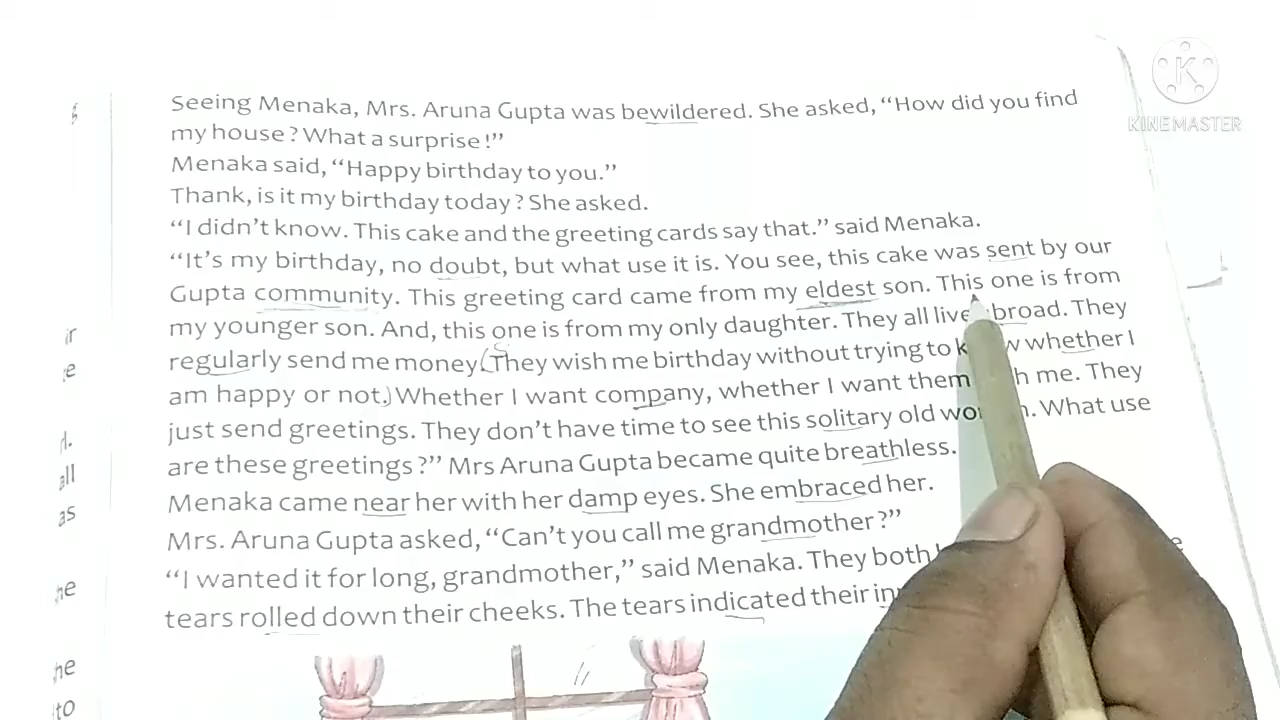 Seeing Menaka, Mrs. Aruna Gupta was bewildered. She asked, “How did you find
my house? What a surprise!”
Menaka said, “Happy birthday to you.”
Thank, is it my birthday today? She asked.
“I didn’t know. This cake and the greeting cards say that.” said Menaka.
“It’s my birthday, no doubt, but what use it is. You see, this cake was sent by our
Gupta community. This greeting card came from my eldest son. This one is from
my younger son. And, this one is from my only daughter. They all live broad. They
regularly send me money. They wish me birthday without trying to whether I
am happy or not. Whether I want company, whether I want them me. They
just send greetings. They don’t have time to see this solitary old What use
are these greetings?” Mrs Aruna Gupta became quite breathless.
Menaka came near her with her damp eyes. She embraced her.
Mrs. Aruna Gupta asked, “Can’t you call me grandmother?”
“I wanted it for long, grandmother,” said Menaka. They both
tears rolled down their cheeks. The tears indicated their
ir
re
d.
all
as
he
he
to
KINEMASTER